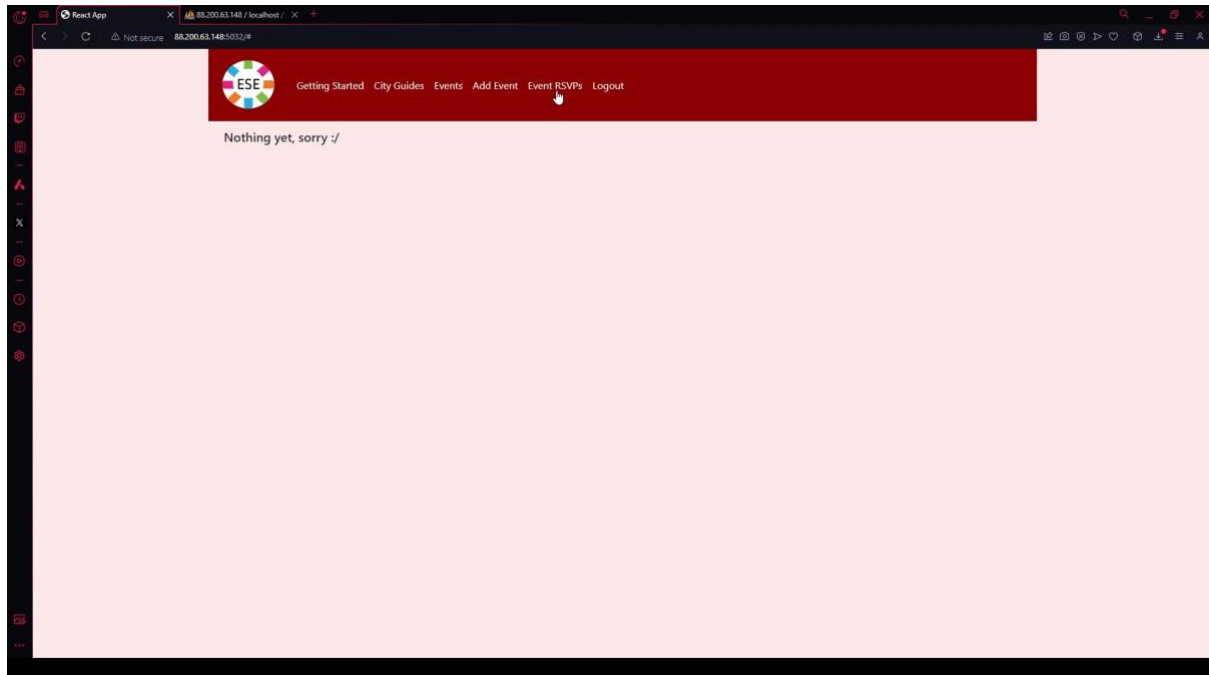 React App
88.200.63.148 / localhost /
Not secure 88.200.63.148:5032/#
ESE
Getting Started City Guides Events Add Event Event RSVPs Logout
Nothing yet, sorry :/